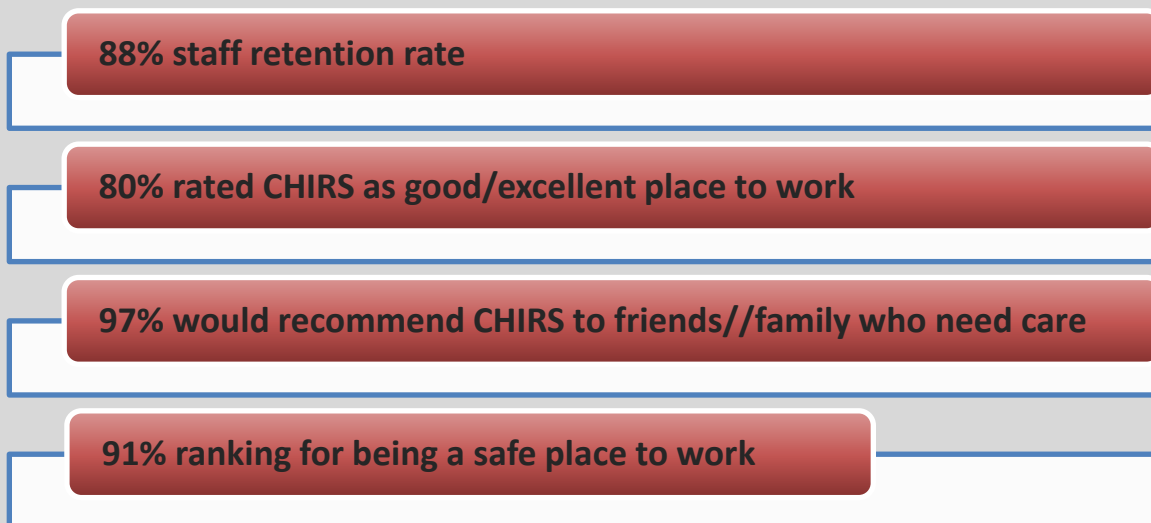 88% staff retention rate
80% rated CHIRS as good/excellent place to work
97% would recommend CHIRS to friends//family who need care
91% ranking for being a safe place to work